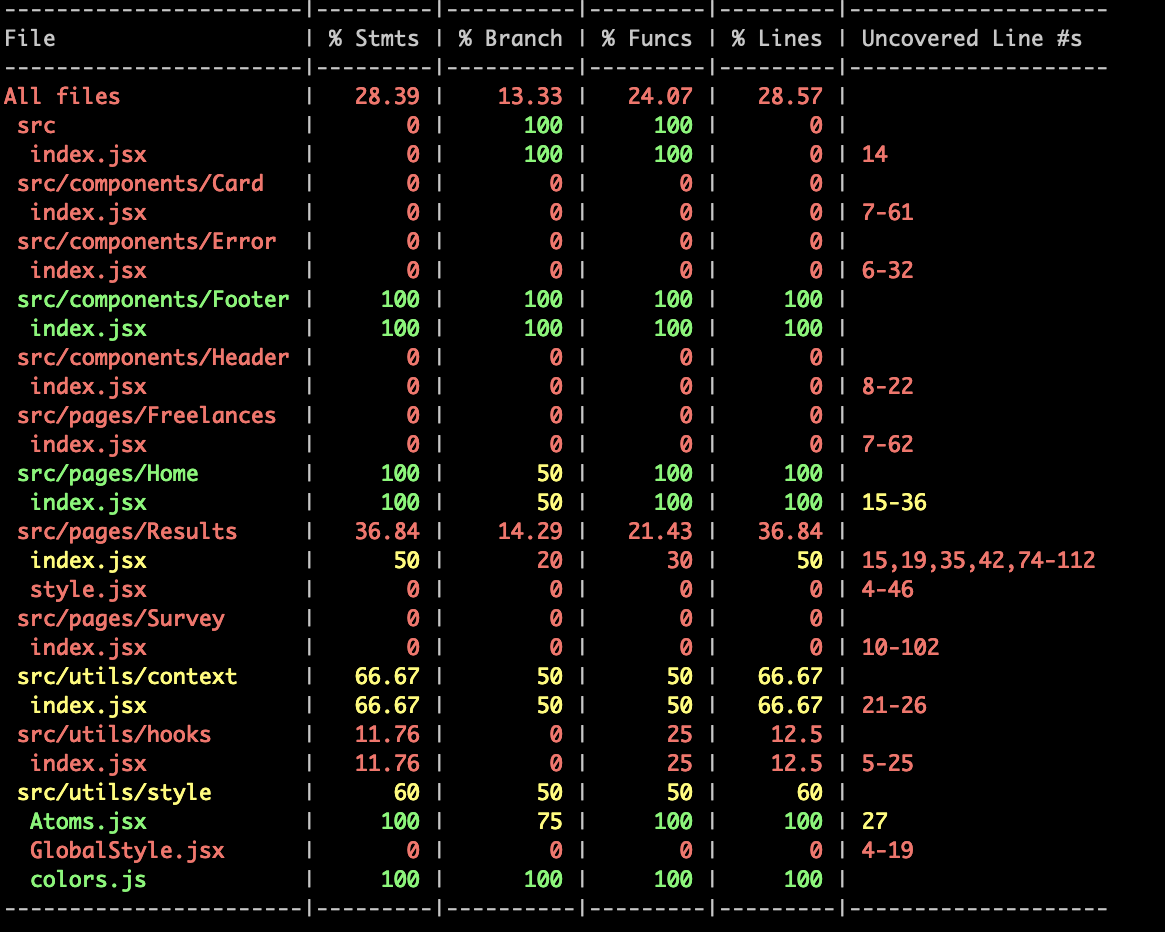 -----------------------|---------|----------|---------|---------|--------------------
File                   | % Stmts | % Branch | % Funcs | % Lines | Uncovered Line #s
-----------------------|---------|----------|---------|---------|--------------------
All files              |   28.39 |    13.33 |   24.07 |   28.57 |
 src                   |       0 |      100 |     100 |       0 |
  index.jsx            |       0 |      100 |     100 |       0 | 14
 src/components/Card   |       0 |        0 |       0 |       0 |
  index.jsx            |       0 |        0 |       0 |       0 | 7-61
 src/components/Error  |       0 |        0 |       0 |       0 |
  index.jsx            |       0 |        0 |       0 |       0 | 6-32
 src/components/Footer |     100 |      100 |     100 |     100 |
  index.jsx            |     100 |      100 |     100 |     100 |
 src/components/Header |       0 |        0 |       0 |       0 |
  index.jsx            |       0 |        0 |       0 |       0 | 8-22
 src/pages/Freelances  |       0 |        0 |       0 |       0 |
  index.jsx            |       0 |        0 |       0 |       0 | 7-62
 src/pages/Home        |     100 |       50 |     100 |     100 |
  index.jsx            |     100 |       50 |     100 |     100 | 15-36
 src/pages/Results     |   36.84 |    14.29 |   21.43 |   36.84 |
  index.jsx            |      50 |       20 |      30 |      50 | 15,19,35,42,74-112
  style.jsx            |       0 |        0 |       0 |       0 | 4-46
 src/pages/Survey      |       0 |        0 |       0 |       0 |
  index.jsx            |       0 |        0 |       0 |       0 | 10-102
 src/utils/context     |   66.67 |       50 |      50 |   66.67 |
  index.jsx            |   66.67 |       50 |      50 |   66.67 | 21-26
 src/utils/hooks       |   11.76 |        0 |      25 |    12.5 |
  index.jsx            |   11.76 |        0 |      25 |    12.5 | 5-25
 src/utils/style       |      60 |       50 |      50 |      60 |
  Atoms.jsx            |     100 |       75 |     100 |     100 | 27
  GlobalStyle.jsx      |       0 |        0 |       0 |       0 | 4-19
  colors.js            |     100 |      100 |     100 |     100 |
-----------------------|---------|----------|---------|---------|--------------------